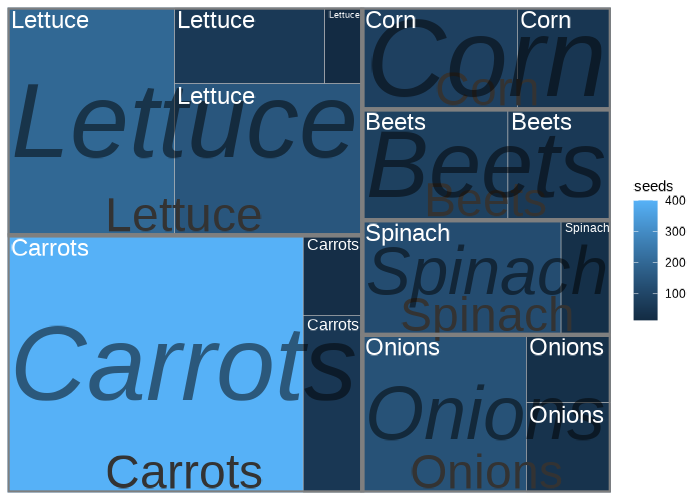 Lettuce
Lettuce
Lettuce
Lettuce
Lettuce
Lettuce
Carrots
Carrots
Carrots
Carrots
Carrots
Corn
Corn
Corn
Corn
Beets
Beets
Beets
Beets
Spinach
Spinach
Spinach
Spinach
Onions
Onions
Onions
Onions
Onions
seeds
400
300
200
100